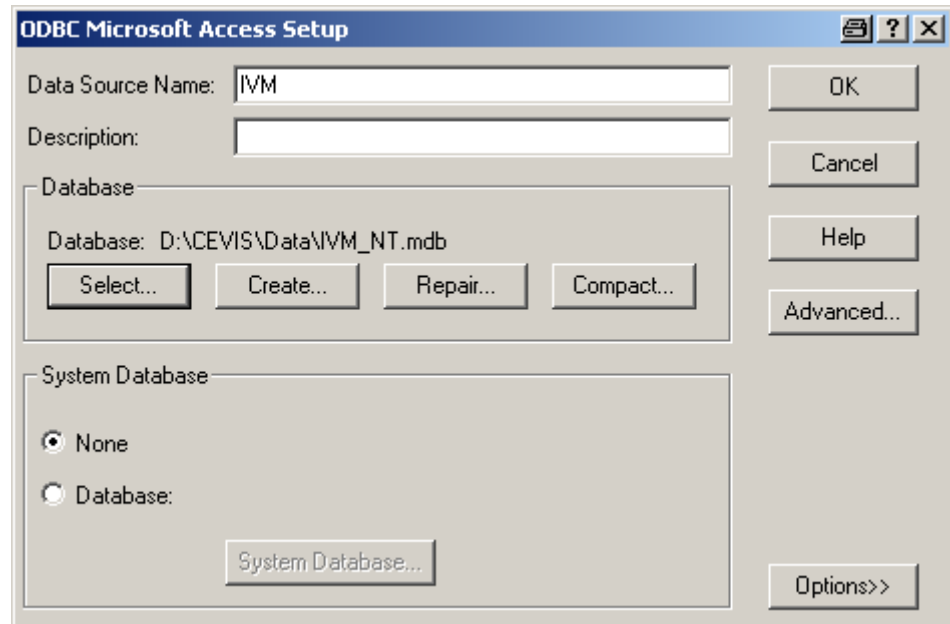 ODBC Microsoft Access Setup
?
Data Source Name: IVM
OK
Description:
Cancel
Database
Database: D:\CEVIS\Data\IVM_NT.mdb
Help
Select... Create... Repair... Compact...
Advanced...
System Database
None
Database:
System Database...
Options>>